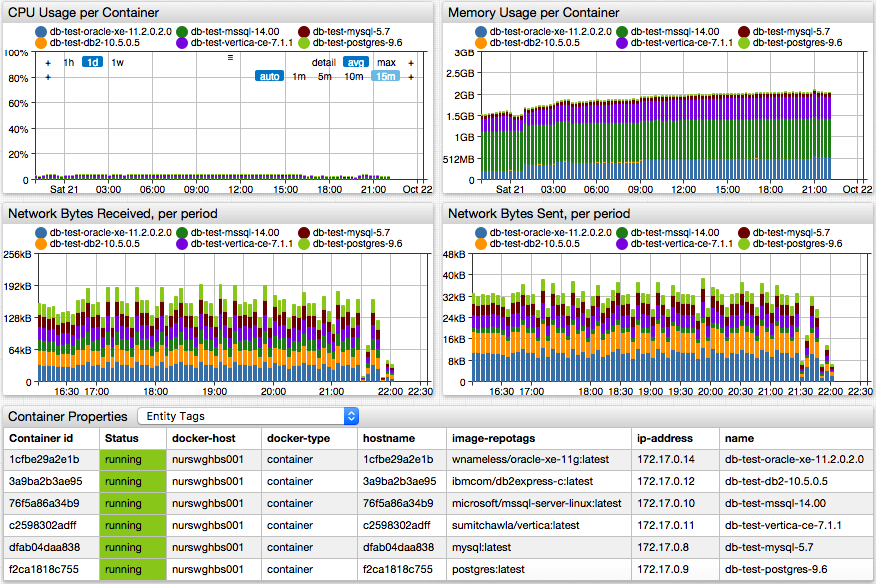 CPU Usage per Container
db-test-oracle-xe-11.2.0.2.0 db-test-mssql-14.00 db-test-mysql-5.7
db-test-db2-10.5.0.5 db-test-vertica-ce-7.1.1 db-test-postgres-9.6
100%
80%
60%
40%
20%
0
+ 1h 1d 1w detail avg max +
+ auto 1m 5m 10m 15m +
Sat 21 03:00 06:00 09:00 12:00 15:00 18:00 21:00 Oct 22
Memory Usage per Container
db-test-oracle-xe-11.2.0.2.0 db-test-mssql-14.00 db-test-mysql-5.7
db-test-db2-10.5.0.5 db-test-vertica-ce-7.1.1 db-test-postgres-9.6
3GB
2.5GB
2GB
1.5GB
1GB
512MB
0
Sat 21 03:00 06:00 09:00 12:00 15:00 18:00 21:00 Oct 22
Network Bytes Received, per period
db-test-oracle-xe-11.2.0.2.0 db-test-mssql-14.00 db-test-mysql-5.7
db-test-db2-10.5.0.5 db-test-vertica-ce-7.1.1 db-test-postgres-9.6
256kB
192kB
128kB
64kB
0
16:30 17:00 18:00 19:00 20:00 21:00 22:00 22:30
Network Bytes Sent, per period
db-test-oracle-xe-11.2.0.2.0 db-test-mssql-14.00 db-test-mysql-5.7
db-test-db2-10.5.0.5 db-test-vertica-ce-7.1.1 db-test-postgres-9.6
48kB
40kB
32kB
24kB
16kB
8kB
0
16:30 17:00 18:00 18:30 19:00 19:30 20:00 20:30 21:00 21:30 22:00 22:30
Container Properties Entity Tags
Container id Status docker-host docker-type hostname image-repotags ip-address name
1cfbe29a2e1b running nurswghbs001 container 1cfbe29a2e1b wnameless/oracle-xe-11g:latest 172.17.0.14 db-test-oracle-xe-11.2.0.2.0
3a9ba2b3ae95 running nurswghbs001 container 3a9ba2b3ae95 ibmcom/db2express-c:latest 172.17.0.12 db-test-db2-10.5.0.5
76f5a86a34b9 running nurswghbs001 container 76f5a86a34b9 microsoft/mssql-server-linux:latest 172.17.0.10 db-test-mssql-14.00
c2598302adff running nurswghbs001 container c2598302adff sumitchawla/vertica:latest 172.17.0.11 db-test-vertica-ce-7.1.1
dfab04daa838 running nurswghbs001 container dfab04daa838 mysql:latest 172.17.0.8 db-test-mysql-5.7
f2ca1818c755 running nurswghbs001 container f2ca1818c755 postgres:latest 172.17.0.9 db-test-postgres-9.6